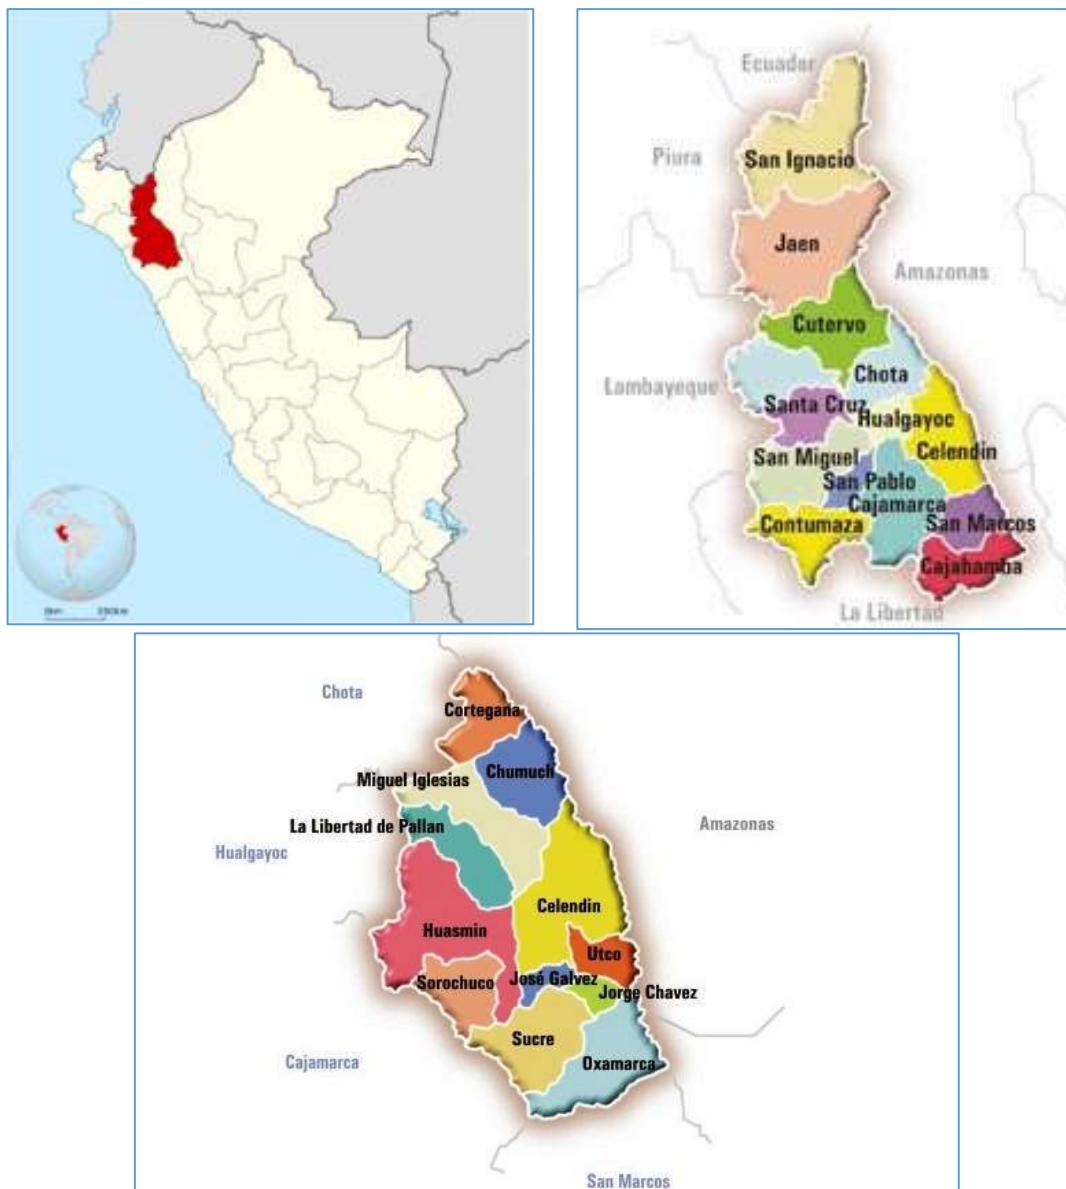 0km
250km
Ecuador
Piura
San Ignacio
Jaen
Amazonas
Cutervo
Lambayeque
Chota
Santa Cruz
Hualgayoc
San Miguel
Celendin
San Pablo
Cajamarca
Contumaza
San Marcos
Cajabamba
La Libertad
Chota
Cortegana
Miguel Iglesias
Chumuch
La Libertad de Pallan
Amazonas
Hualgayoc
Celendin
Huasmin
Utco
Sorochuco
José Galvez
Jorge Chavez
Sucre
Cajamarca
Oxamarca
San Marcos